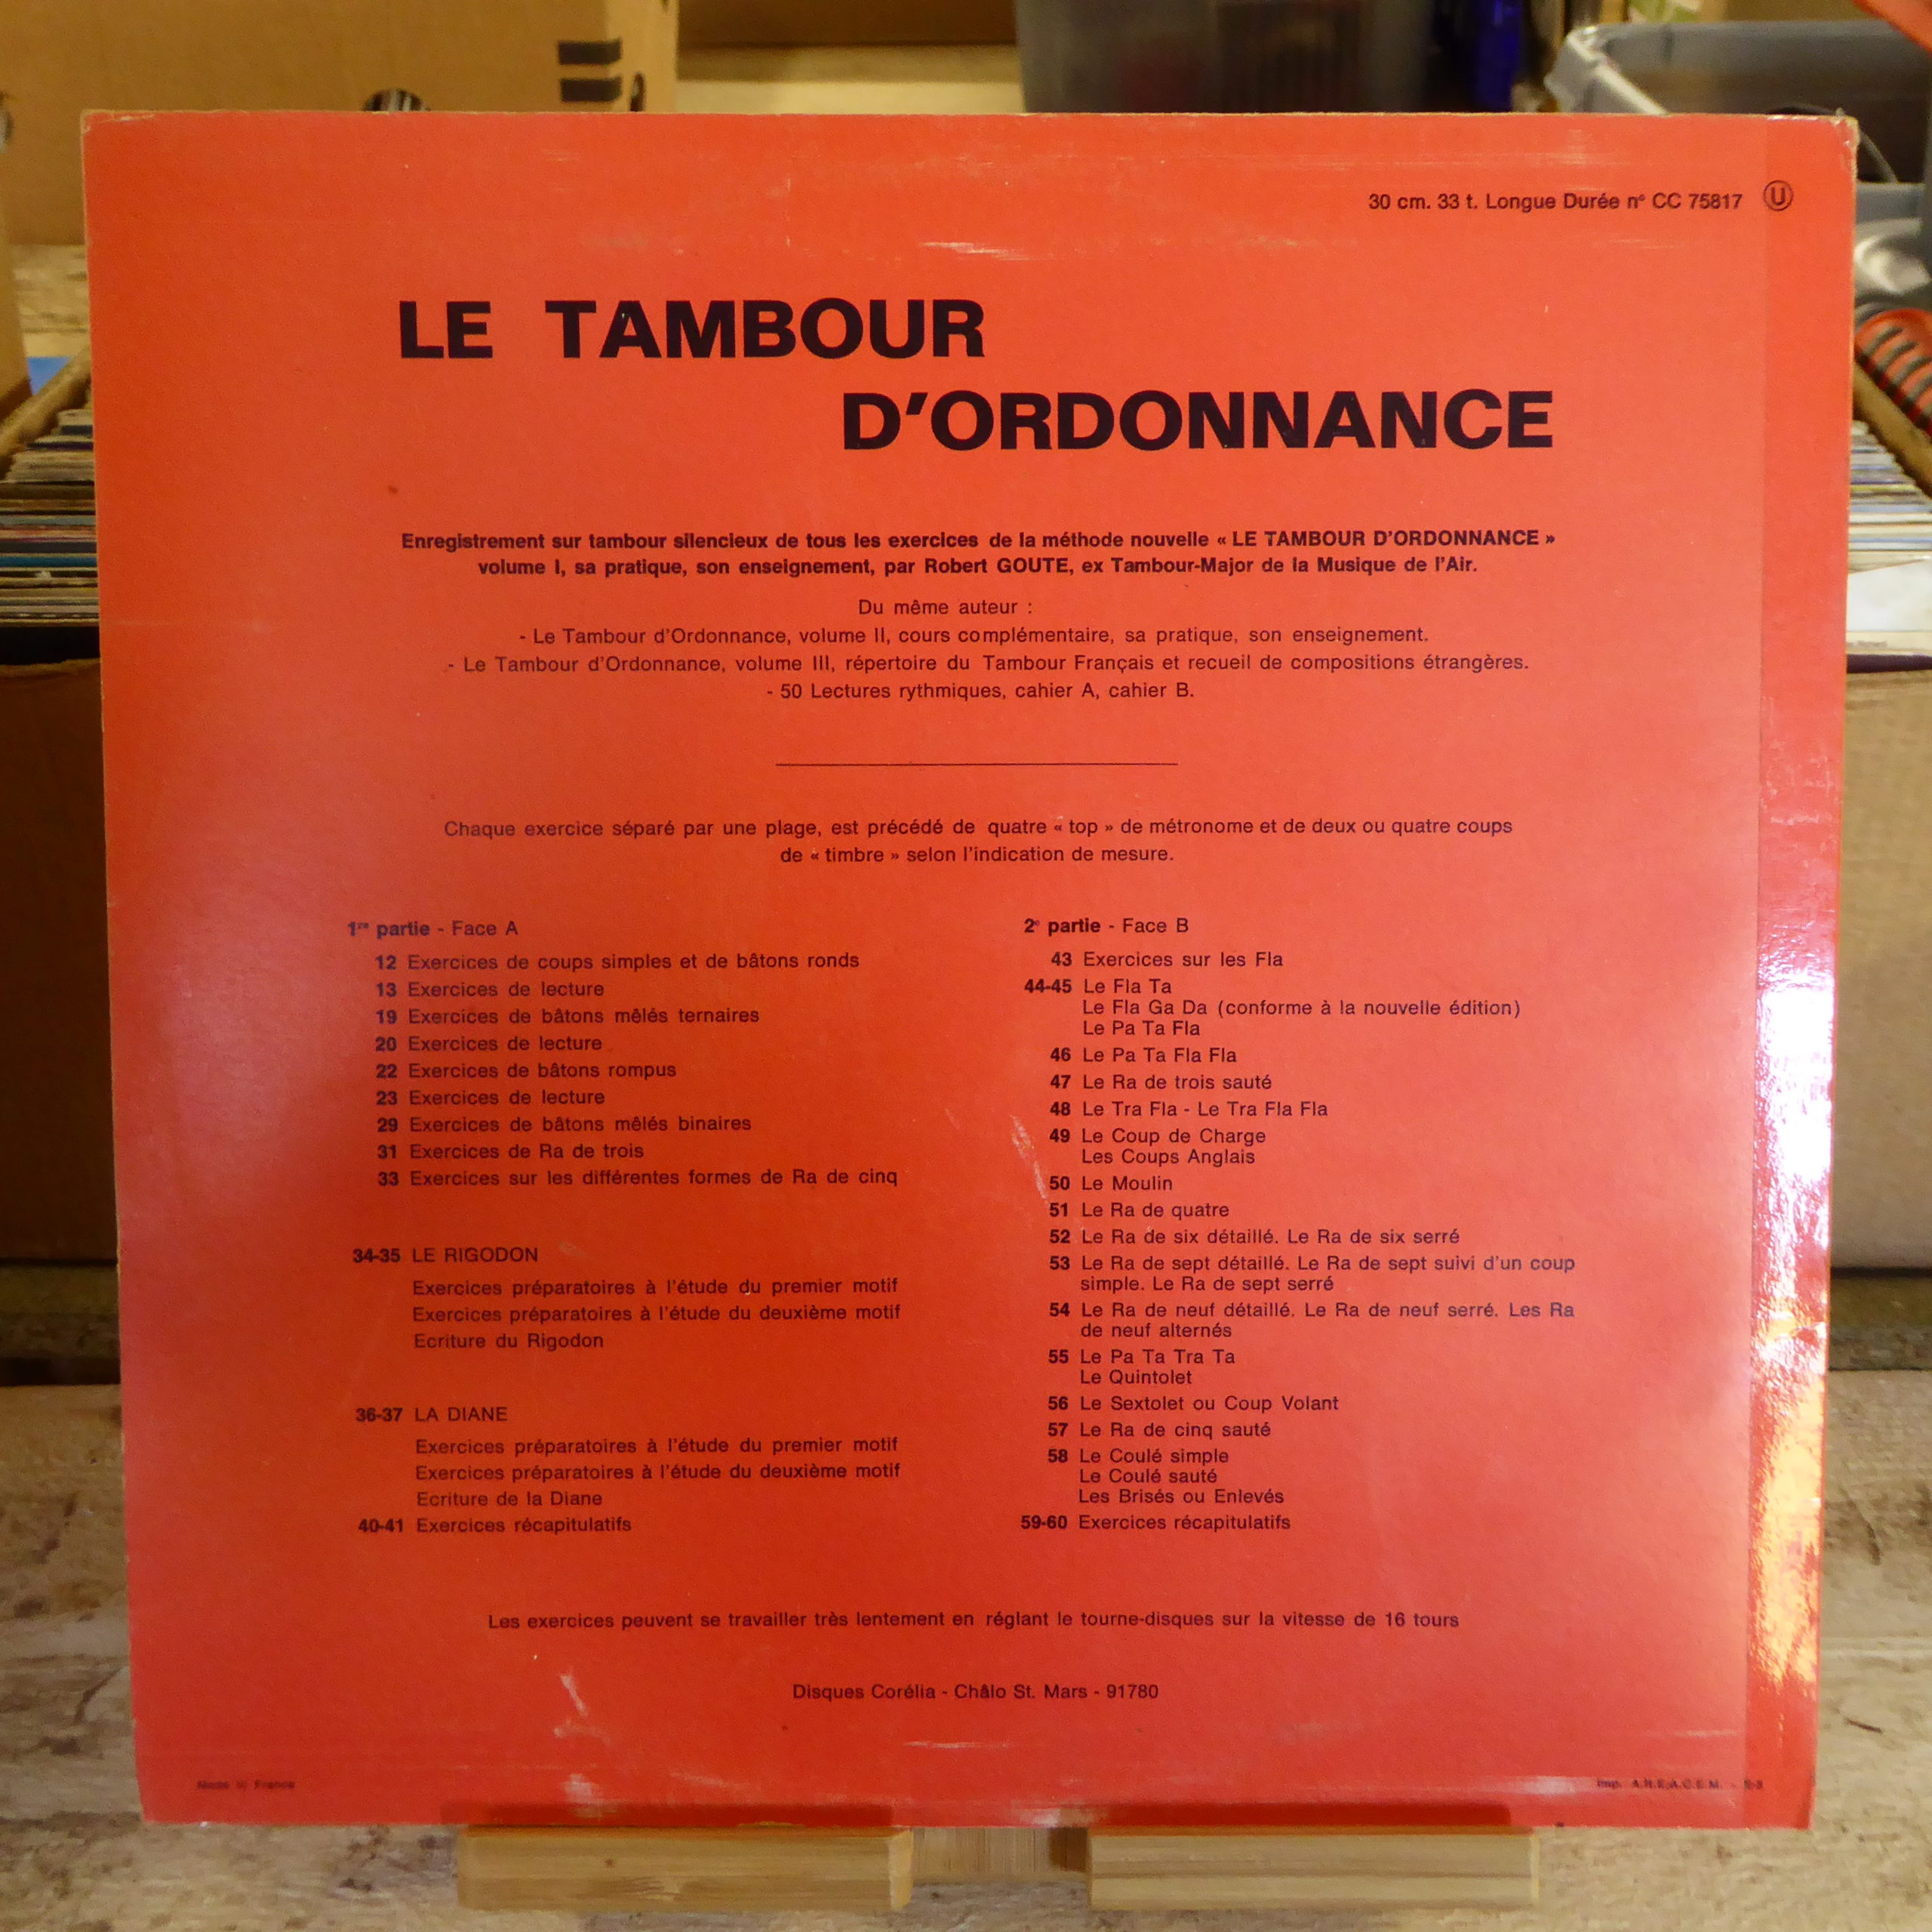 30 cm. 33 t. Longue Durée n° CC 75817 Ⓤ
LE TAMBOUR
D'ORDONNANCE
Enregistrement sur tambour silencieux de tous les exercices de la méthode nouvelle « LE TAMBOUR D'ORDONNANCE »
volume I, sa pratique, son enseignement, par Robert GOUTE, ex Tambour-Major de la Musique de l'Air.
Du même auteur :
- Le Tambour d'Ordonnance, volume II, cours complémentaire, sa pratique, son enseignement.
- Le Tambour d'Ordonnance, volume III, répertoire du Tambour Français et recueil de compositions étrangères.
- 50 Lectures rythmiques, cahier A, cahier B.
Chaque exercice séparé par une plage, est précédé de quatre « top » de métronome et de deux ou quatre coups
de « timbre » selon l'indication de mesure.
1re partie - Face A
12 Exercices de coups simples et de bâtons ronds
13 Exercices de lecture
19 Exercices de bâtons mêlés ternaires
20 Exercices de lecture
22 Exercices de bâtons rompus
23 Exercices de lecture
29 Exercices de bâtons mêlés binaires
31 Exercices de Ra de trois
33 Exercices sur les différentes formes de Ra de cinq
34-35 LE RIGODON
Exercices préparatoires à l'étude du premier motif
Exercices préparatoires à l'étude du deuxième motif
Ecriture du Rigodon
36-37 LA DIANE
Exercices préparatoires à l'étude du premier motif
Exercices préparatoires à l'étude du deuxième motif
Ecriture de la Diane
40-41 Exercices récapitulatifs
2e partie - Face B
43 Exercices sur les Fla
44-45 Le Fla Ta
Le Fla Ga Da (conforme à la nouvelle édition)
Le Pa Ta Fla
46 Le Pa Ta Fla Fla
47 Le Ra de trois sauté
48 Le Tra Fla - Le Tra Fla Fla
49 Le Coup de Charge
Les Coups Anglais
50 Le Moulin
51 Le Ra de quatre
52 Le Ra de six détaillé. Le Ra de six serré
53 Le Ra de sept détaillé. Le Ra de sept suivi d'un coup
simple. Le Ra de sept serré
54 Le Ra de neuf détaillé. Le Ra de neuf serré. Les Ra
de neuf alternés
55 Le Pa Ta Tra Ta
Le Quintolet
56 Le Sextolet ou Coup Volant
57 Le Ra de cinq sauté
58 Le Coulé simple
Le Coulé sauté
Les Brisés ou Enlevés
59-60 Exercices récapitulatifs
Les exercices peuvent se travailler très lentement en réglant le tourne-disques sur la vitesse de 16 tours
Disques Corélia - Châlo St. Mars - 91780
Made in France
Imp.